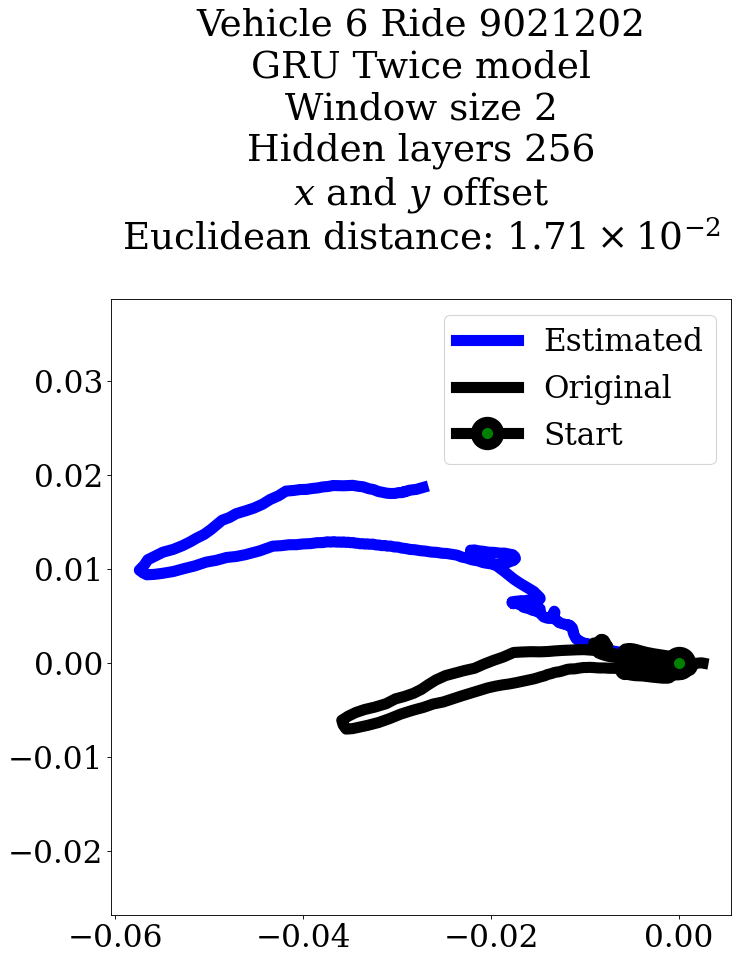 Vehicle 6 Ride 9021202
GRU Twice model
Window size 2
Hidden layers 256
x and y offset
Euclidean distance: 1.71 × 10⁻²
Estimated
Original
Start
0.03
0.02
0.01
0.00
−0.01
−0.02
−0.06 −0.04 −0.02 0.00